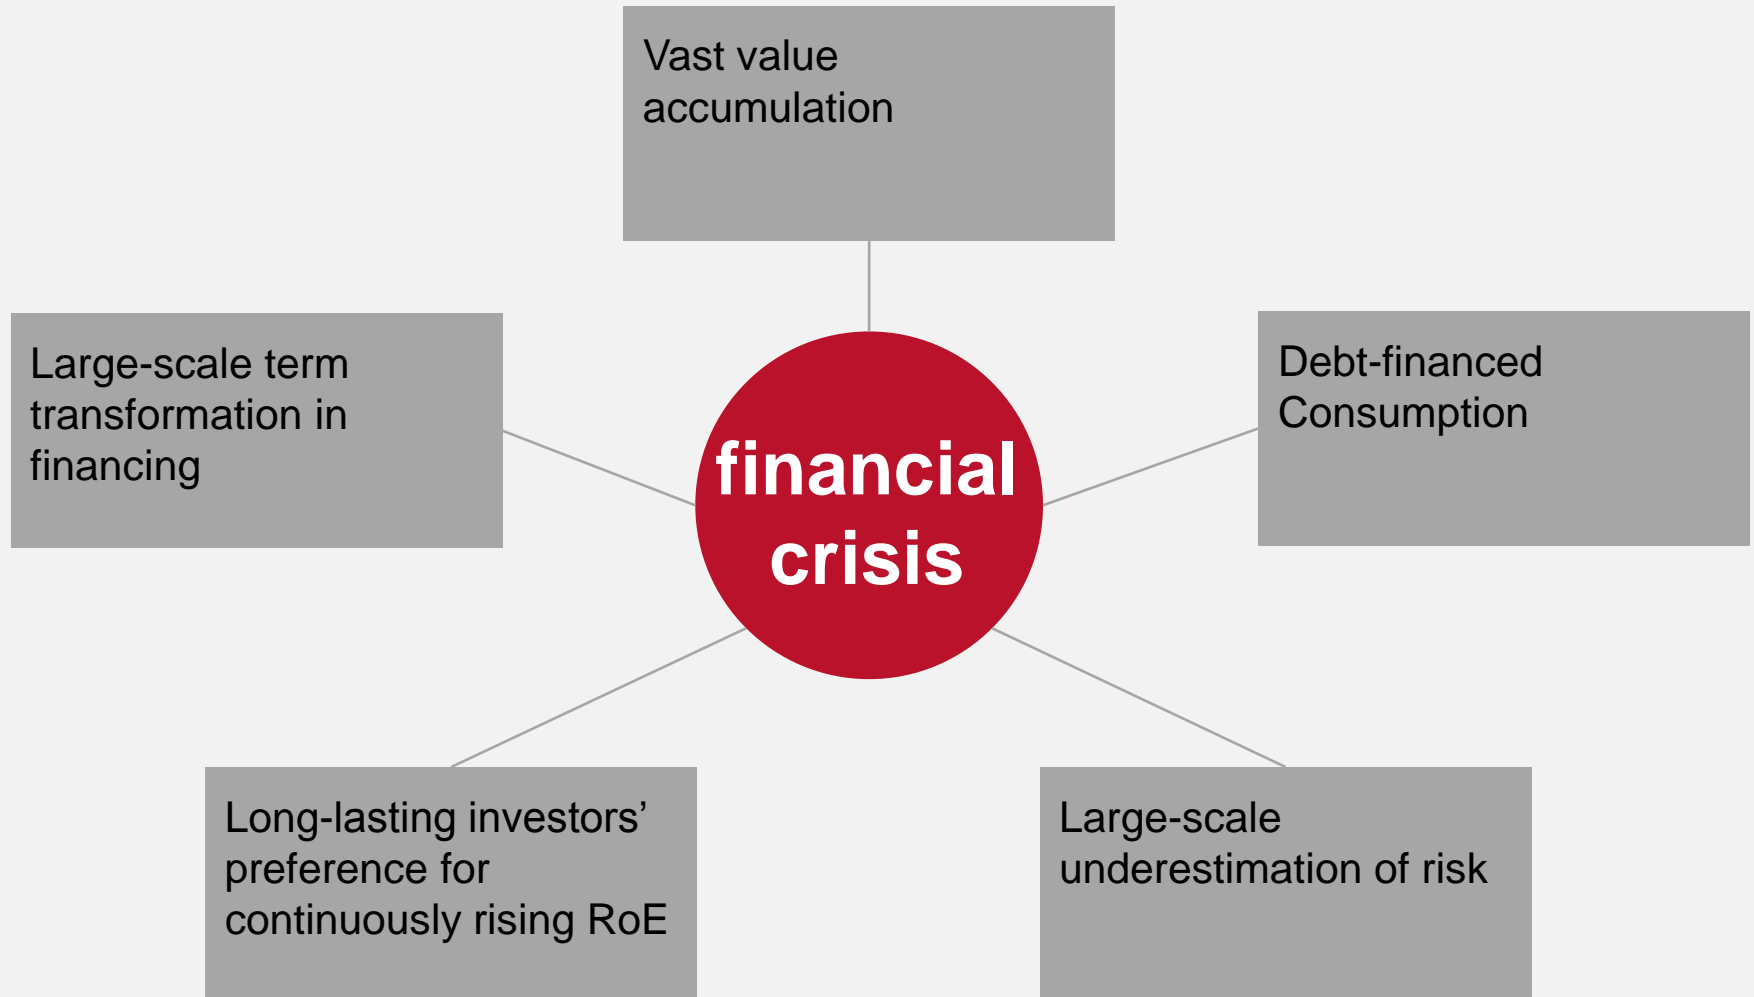 Vast value
accumulation
Large-scale term
transformation in
financing
Debt-financed
Consumption
financial
crisis
Long-lasting investors’
preference for
continuously rising RoE
Large-scale
underestimation of risk